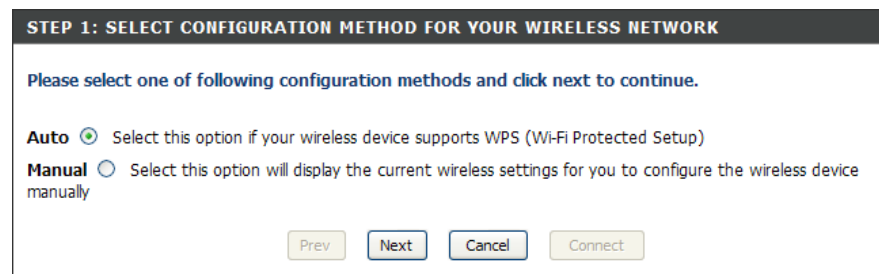 STEP 1: SELECT CONFIGURATION METHOD FOR YOUR WIRELESS NETWORK
Please select one of following configuration methods and click next to continue.
Auto Select this option if your wireless device supports WPS (Wi-Fi Protected Setup)
Manual Select this option will display the current wireless settings for you to configure the wireless device
manually
Prev Next Cancel Connect